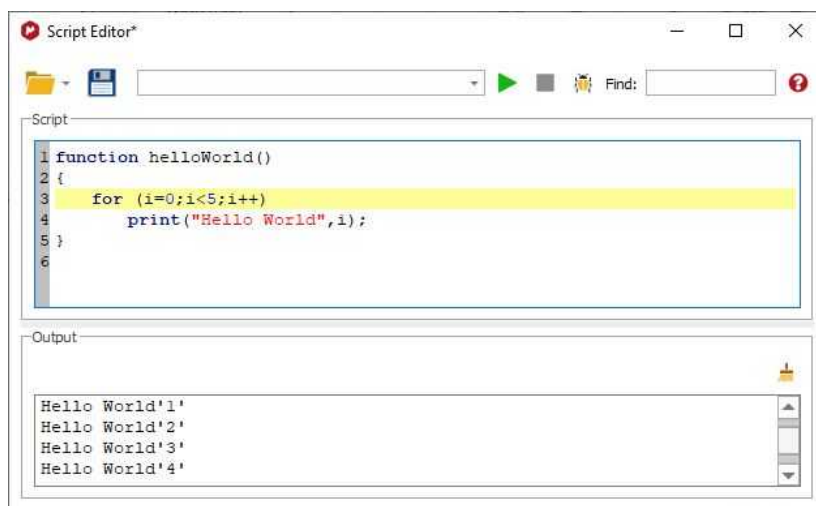 Script Editor*
Find:
Script
1 function helloWorld()
2 {
3 for (i=0;i<5;i++)
4 print("Hello World",i);
5 }
6
Output
Hello World'1'
Hello World'2'
Hello World'3'
Hello World'4'